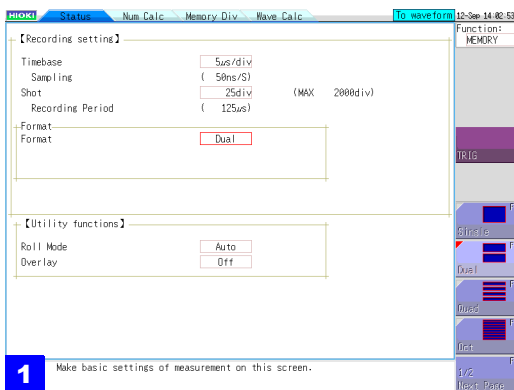 HIOKI Status Num Calc Memory Div Wave Calc To waveform 12-Sep 14:02:53
Function:
MEMORY
【Recording setting】
Timebase 5µs/div
Sampling ( 50ns/S)
Shot 25div (MAX 2000div)
Recording Period ( 125µs)
Format
Format Dual
TRIG
【Utility functions】
Roll Mode Auto
Overlay Off
F
Single
F
Dual
F
Quad
F
Oct
F
1/2
Next Page
1 Make basic settings of measurement on this screen.